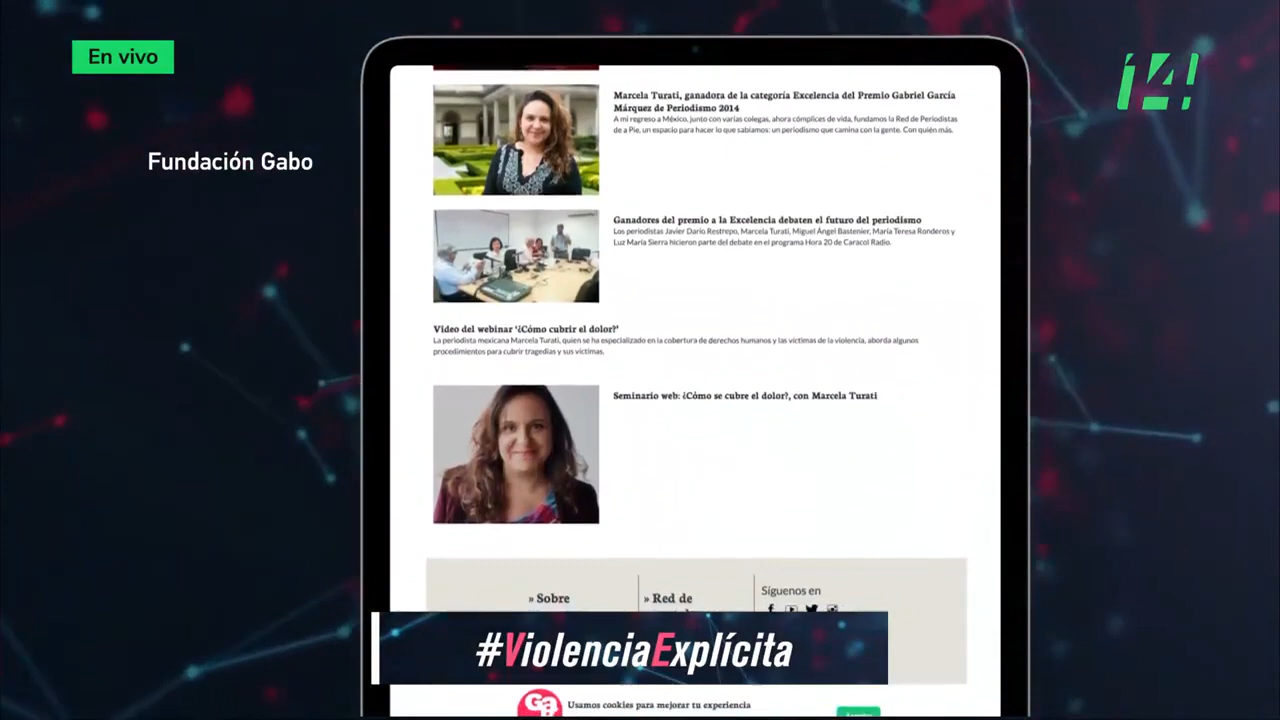 En vivo
¡14!
Fundación Gabo
Marcela Turati, ganadora de la categoría Excelencia del Premio Gabriel García
Márquez de Periodismo 2014
A mi regreso a México, junto con varias colegas, ahora cómplices de vida, fundamos la Red de Periodistas
de a Pie, un espacio para hacer lo que sabíamos: un periodismo que camina con la gente. Con quién más.
Ganadores del premio a la Excelencia debaten el futuro del periodismo
Los periodistas Javier Darío Restrepo, Marcela Turati, Miguel Ángel Bastenier, María Teresa Ronderos y
Luz María Sierra hicieron parte del debate en el programa Hora 20 de Caracol Radio.
Video del webinar ‘¿Cómo cubrir el dolor?’
La periodista mexicana Marcela Turati, quien se ha especializado en la cobertura de derechos humanos y las víctimas de la violencia, aborda algunos
procedimientos para cubrir tragedias y sus víctimas.
Seminario web: ¿Cómo se cubre el dolor?, con Marcela Turati
» Sobre
» Red de
Síguenos en
#ViolenciaExplícita
Usamos cookies para mejorar tu experiencia